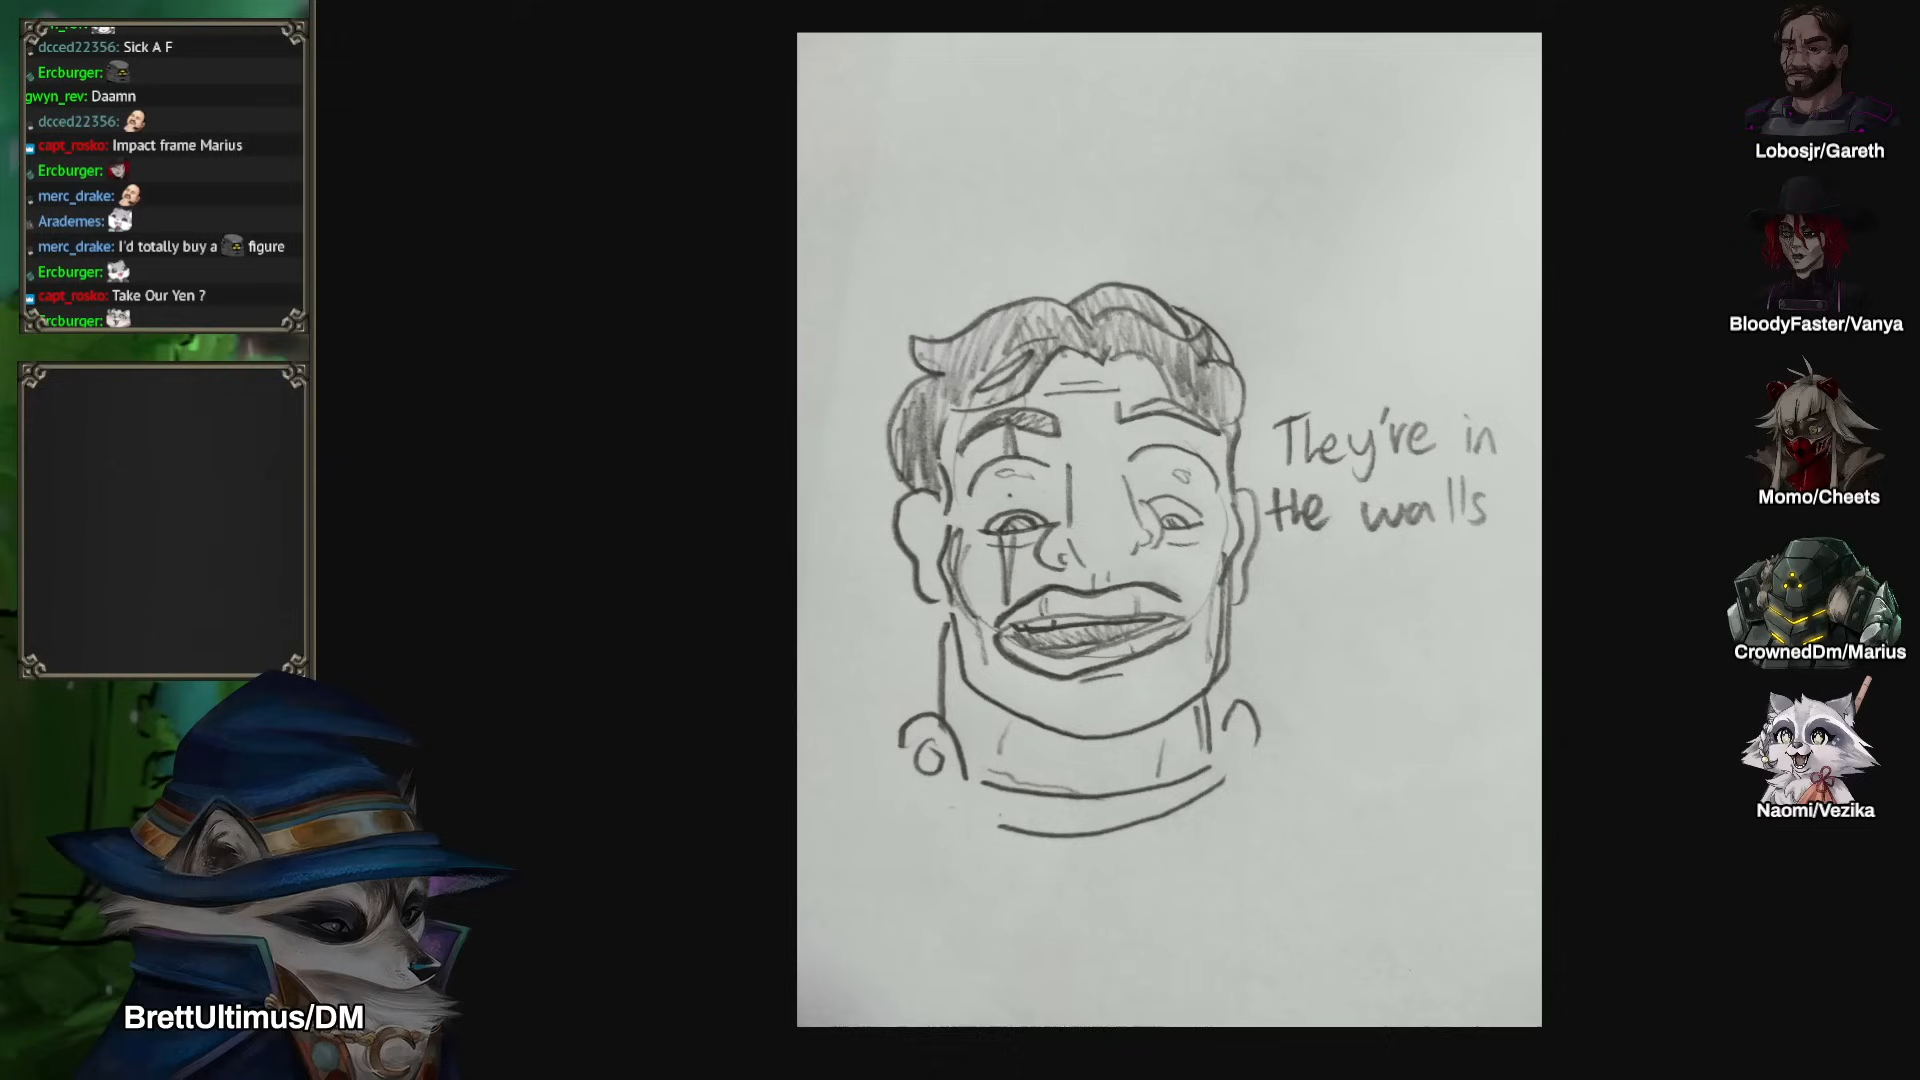 dcced22356: Sick A F
Ercburger:
gwyn_rev: Daamn
dcced22356:
capt_rosko: Impact frame Marius
Ercburger:
merc_drake:
Arademes:
merc_drake: I'd totally buy a figure
Ercburger:
capt_rosko: Take Our Yen ?
Ercburger:
They're in
the walls
BrettUltimus/DM
Lobosjr/Gareth
BloodyFaster/Vanya
Momo/Cheets
CrownedDm/Marius
Naomi/Vezika